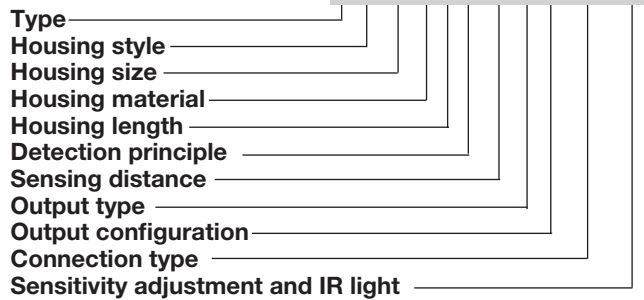 Type
Housing style
Housing size
Housing material
Housing length
Detection principle
Sensing distance
Output type
Output configuration
Connection type
Sensitivity adjustment and IR light